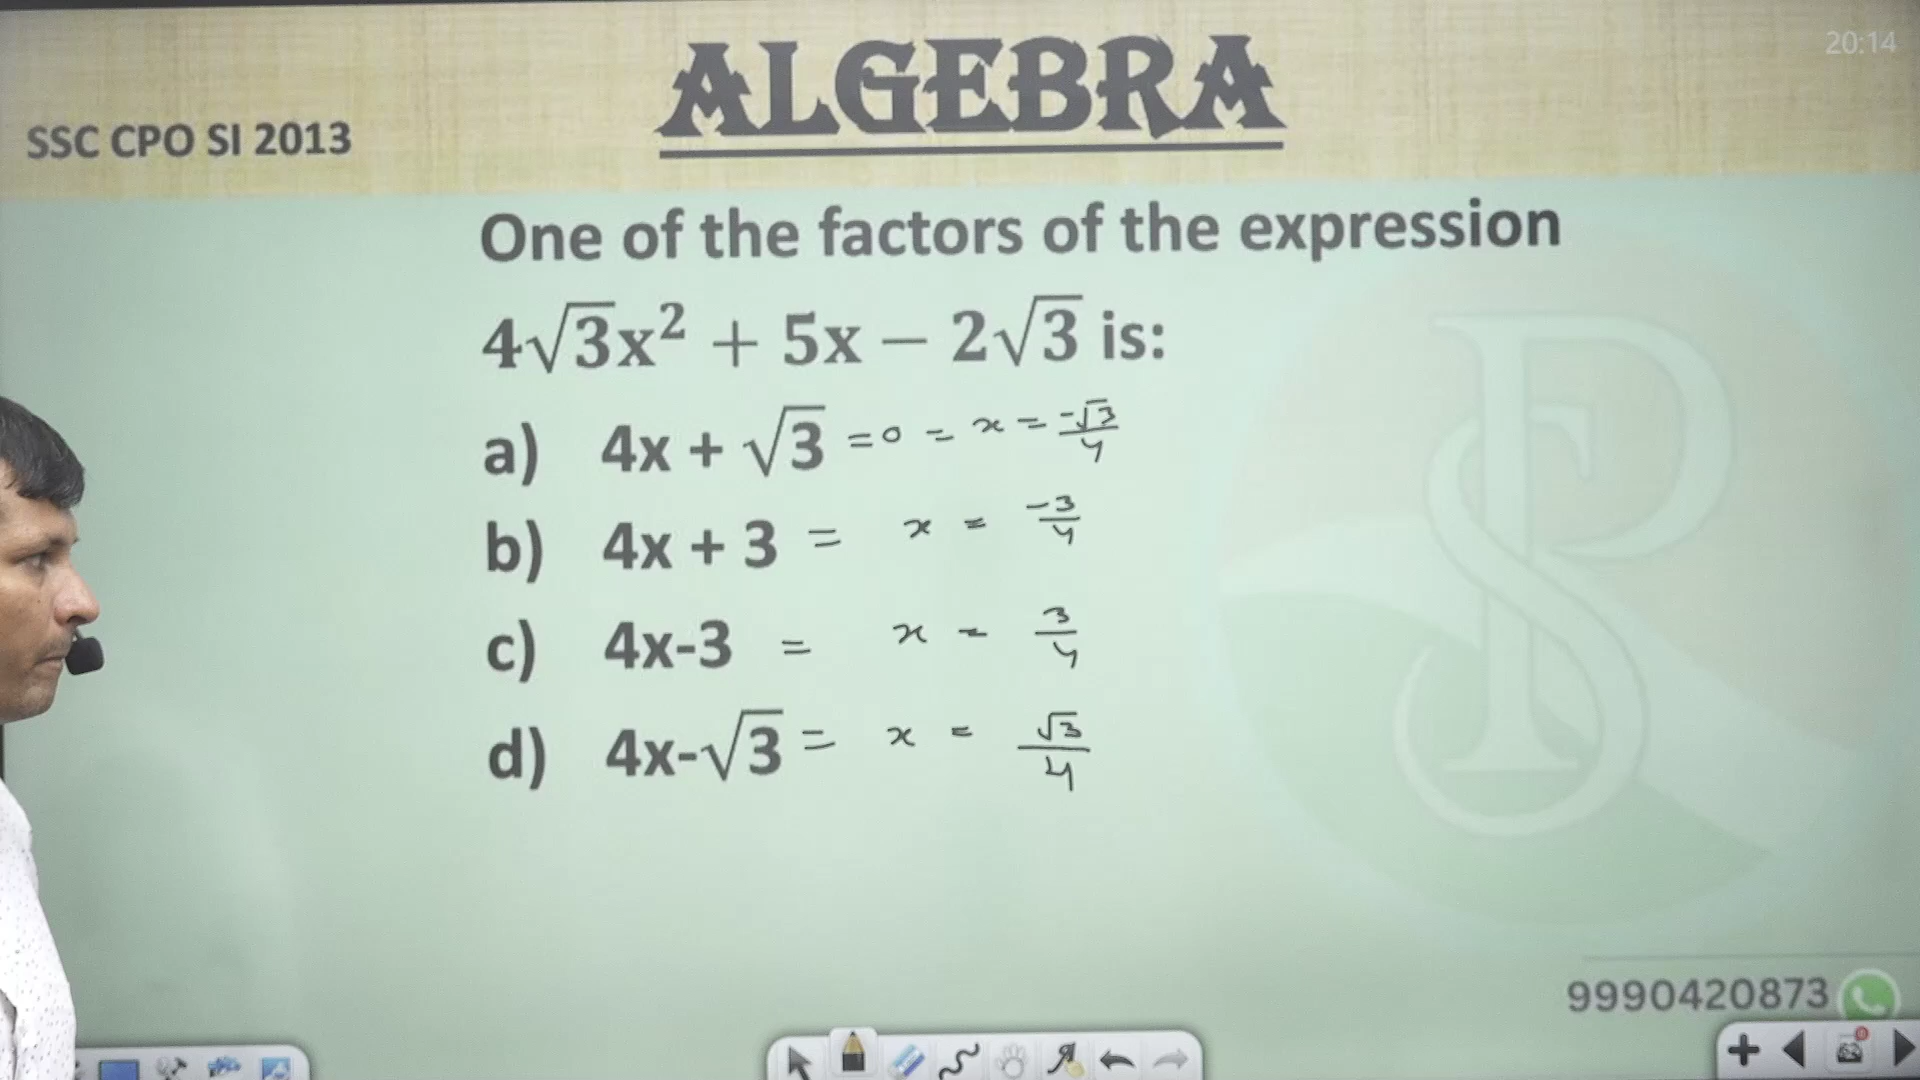 20:14
ALGEBRA
SSC CPO SI 2013
One of the factors of the expression
4√3x² + 5x − 2√3 is:
a) 4x + √3 = 0 = x = -√3/4
b) 4x + 3 = x = -3/4
c) 4x-3 = x = 3/4
d) 4x-√3 = x = √3/4
9990420873